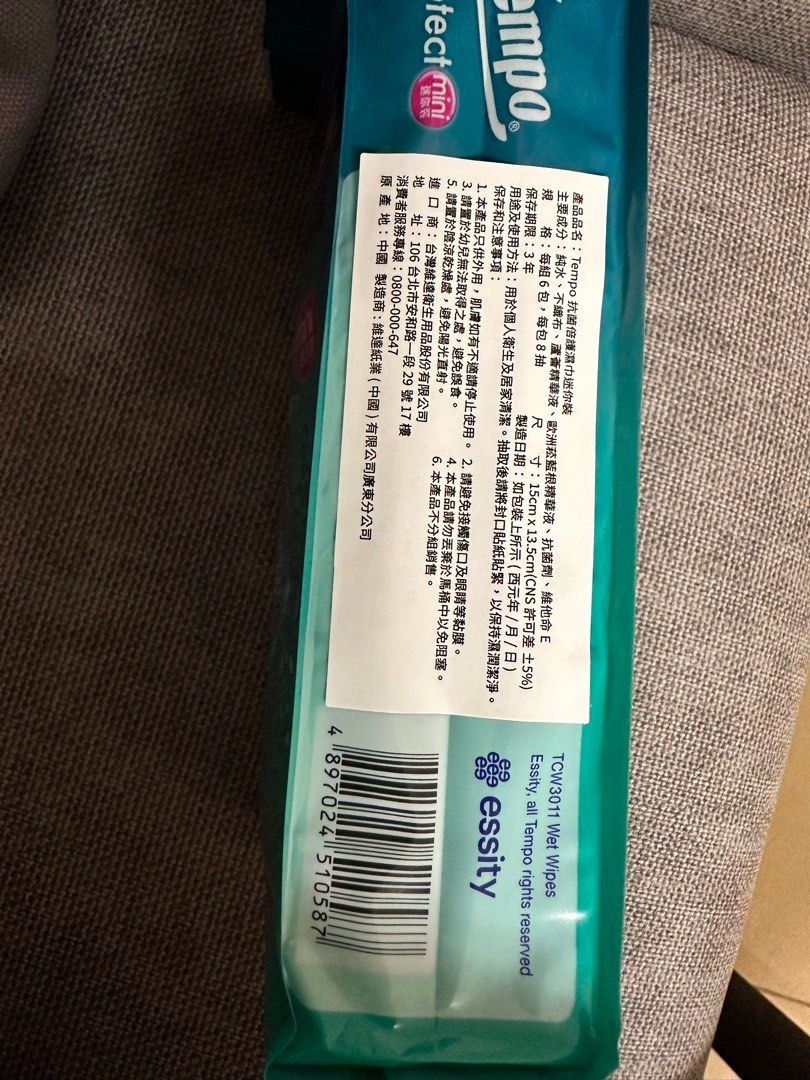 Tempo®
mini
迷你裝
產品品名：Tempo 抗菌倍護濕巾迷你裝
主要成分：純水、不織布、蘆薈精華液、歐洲菘藍根精華液、抗菌劑、維他命 E
規 格：每組 6 包，每包 8 抽 尺 寸：15cm x 13.5cm(CNS 許可差 ±5%)
保存期限：3 年 製造日期：如包裝上所示 ( 西元年 / 月 / 日 )
用途及使用方法：用於個人衛生及居家清潔。抽取後請將封口貼紙貼緊，以保持濕潤潔淨。
保存和注意事項：
1. 本產品只供外用，肌膚如有不適請停止使用。 2. 請避免接觸傷口及眼睛等黏膜。
3. 請置於幼兒無法取得之處，避免誤食。 4. 本產品請勿丟棄於馬桶中以免阻塞。
5. 請置於陰涼乾燥處，避免陽光直射。 6. 本產品不分組銷售。
進 口 商：台灣維達衛生用品股份有限公司
地 址：106 台北市安和路一段 29 號 17 樓
消費者服務專線：0800-000-647
原 產 地：中國 製造商：維達紙業 ( 中國 ) 有限公司廣東分公司
TCW3011 Wet Wipes
Essity, all Tempo rights reserved
essity
4 897024 510587